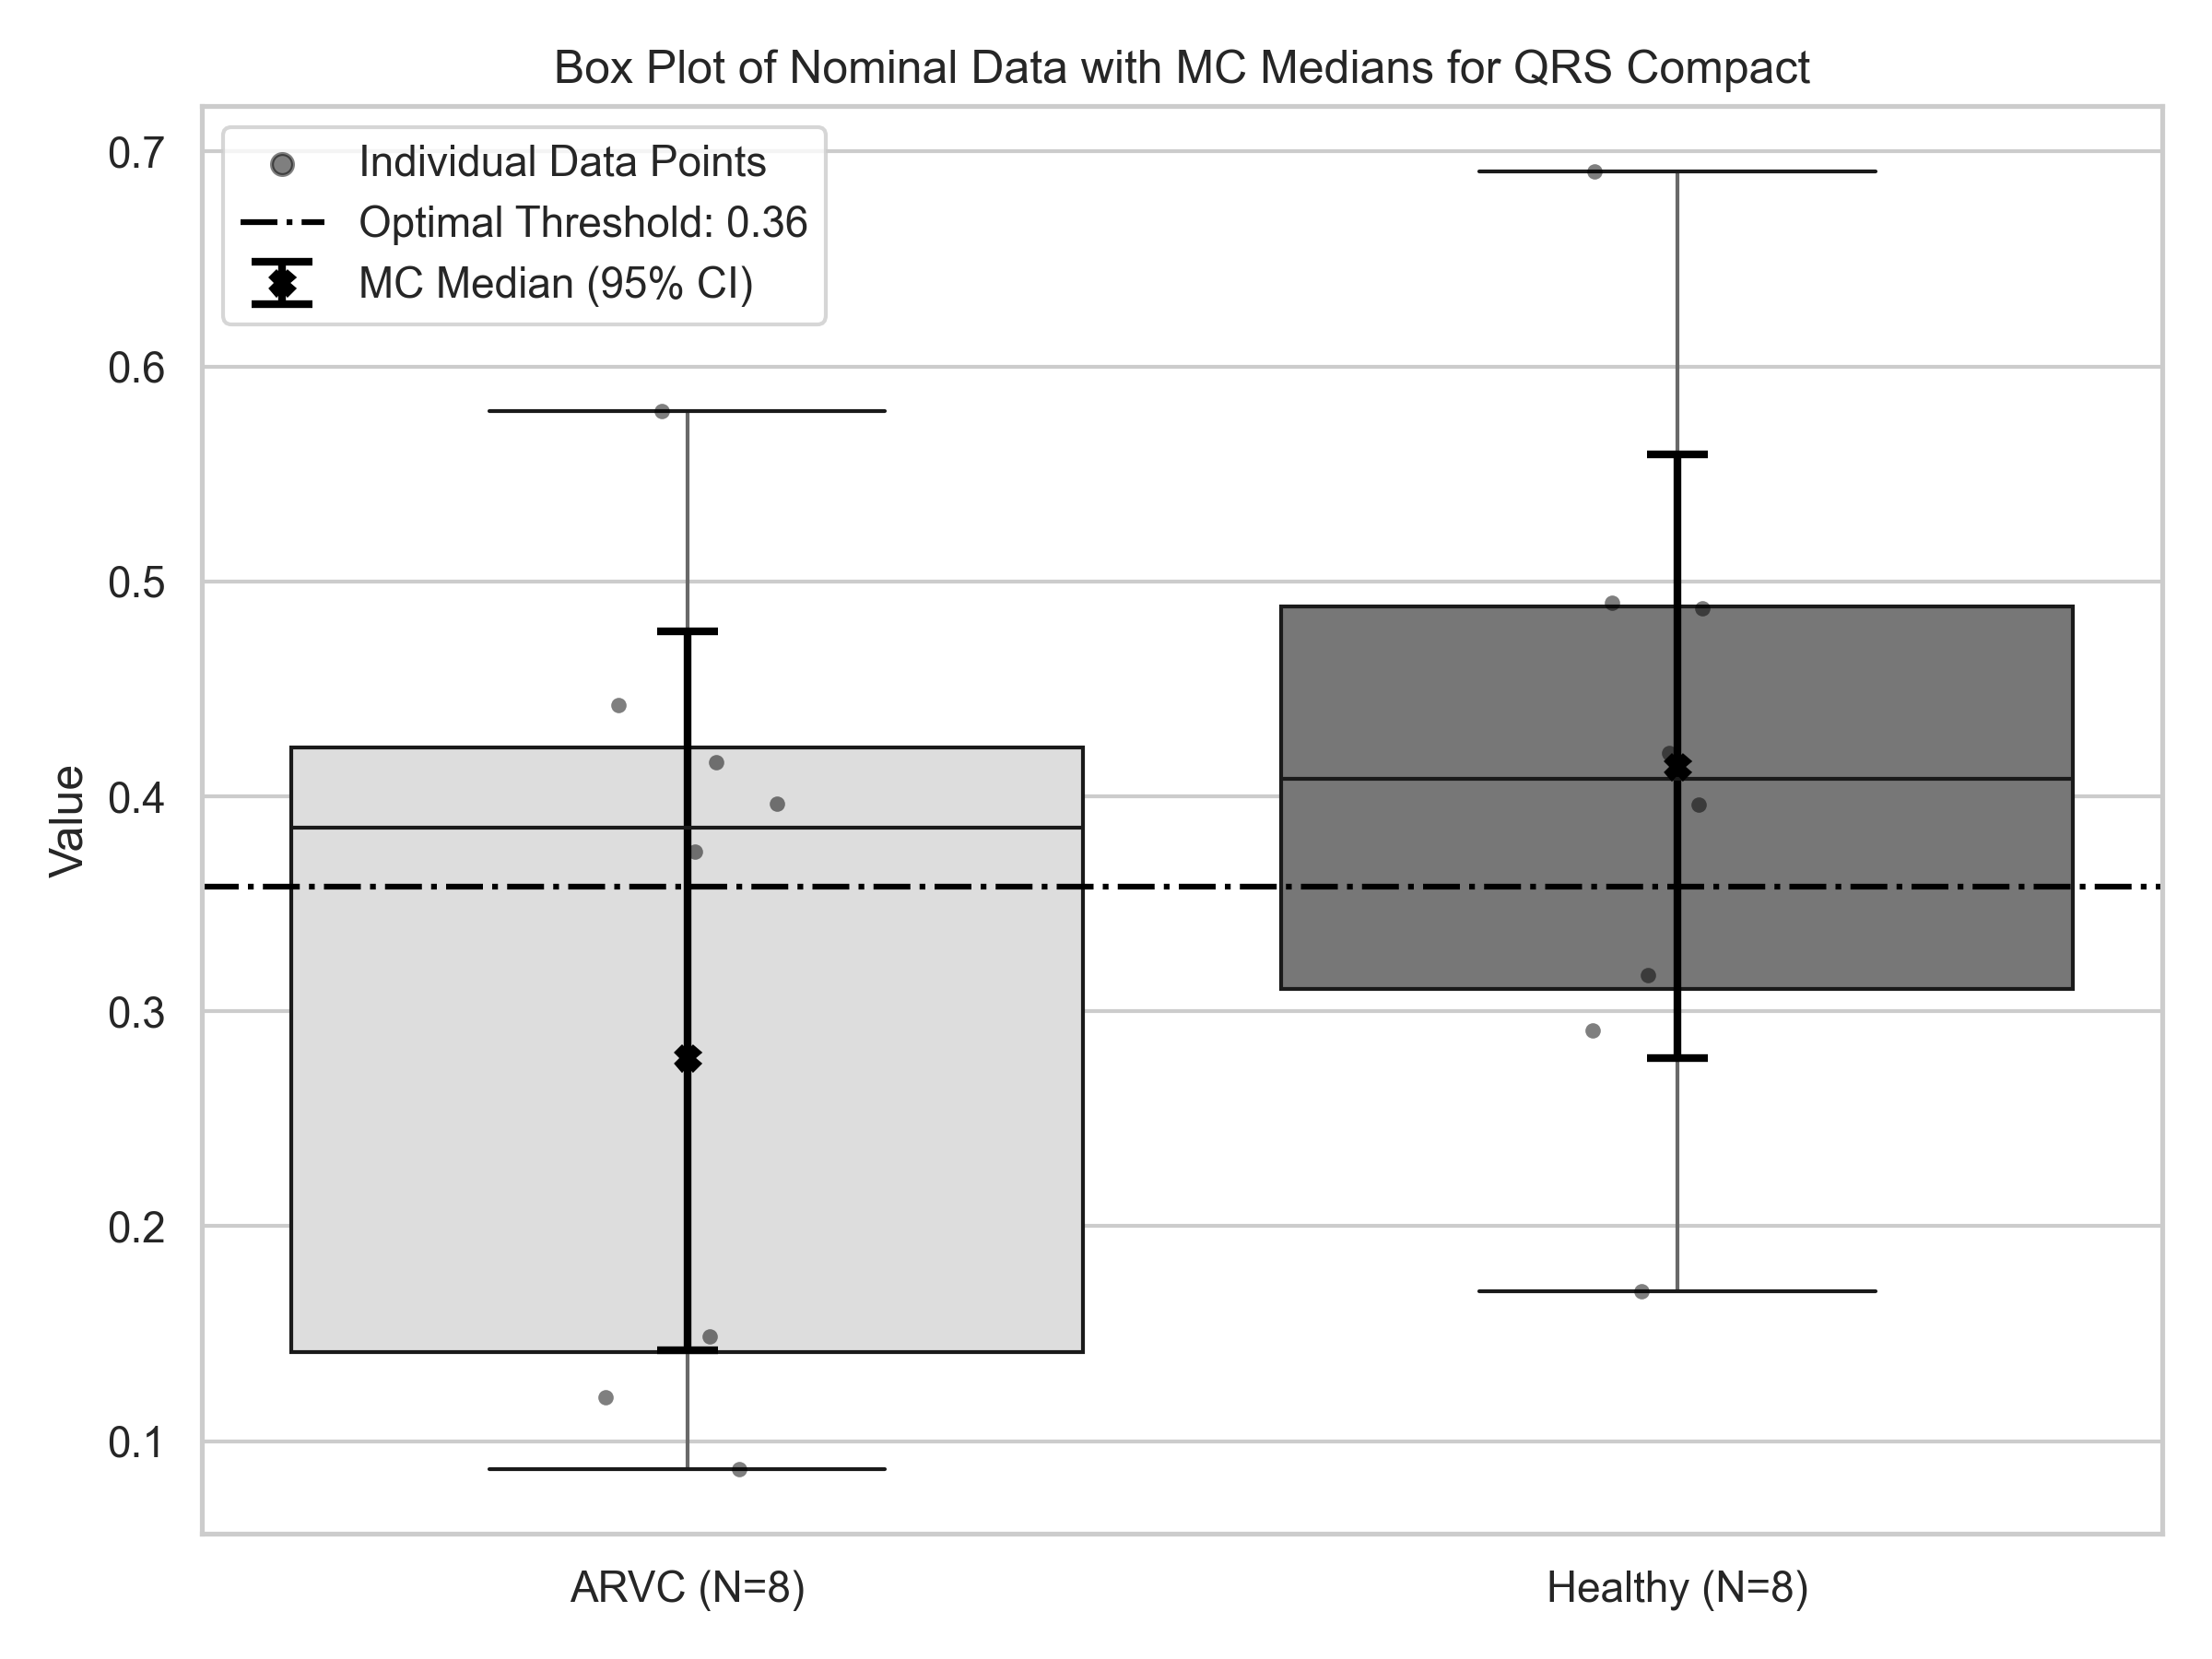 Box Plot of Nominal Data with MC Medians for QRS Compact
Individual Data Points
Optimal Threshold: 0.36
MC Median (95% CI)
Value
0.7
0.6
0.5
0.4
0.3
0.2
0.1
ARVC (N=8)
Healthy (N=8)